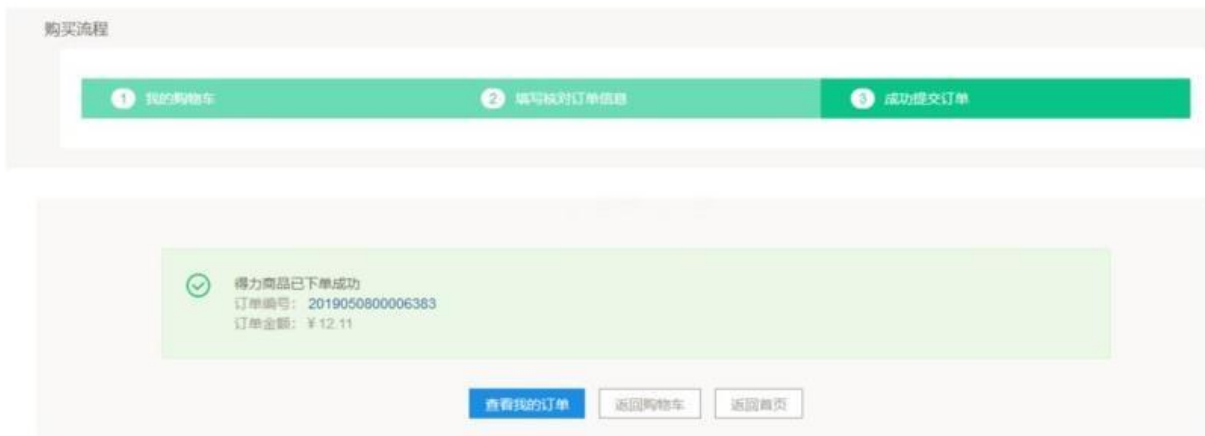 购买流程
1 我的购物车 2 填写核对订单信息 3 成功提交订单
得力商品已下单成功
订单编号： 2019050800006383
订单金额： ¥12.11
查看我的订单 返回购物车 返回首页